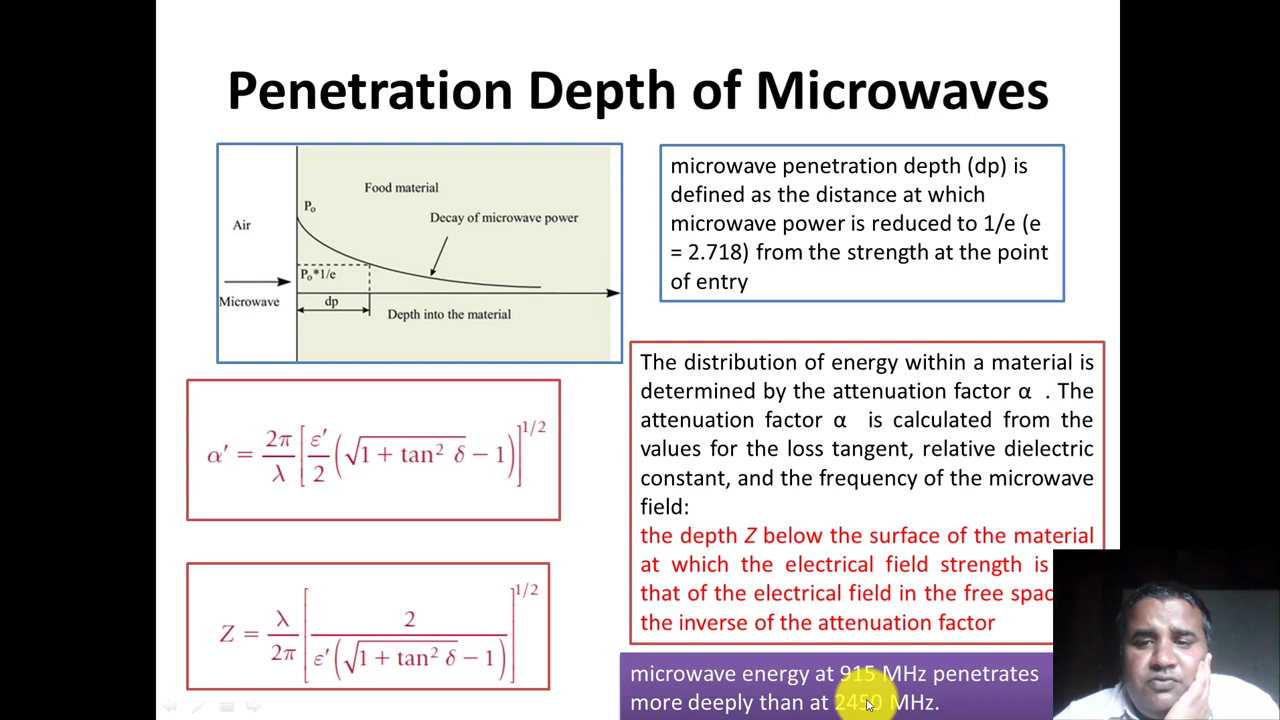 Penetration Depth of Microwaves
Food material
P₀
Decay of microwave power
Air
P₀*1/e
dp
Microwave
Depth into the material
microwave penetration depth (dp) is
defined as the distance at which
microwave power is reduced to 1/e (e
= 2.718) from the strength at the point
of entry
α′ = 2π/λ [ε′/2 (√(1 + tan² δ) − 1)]^1/2
The distribution of energy within a material is
determined by the attenuation factor α . The
attenuation factor α is calculated from the
values for the loss tangent, relative dielectric
constant, and the frequency of the microwave
field:
the depth Z below the surface of the material
at which the electrical field strength is
that of the electrical field in the free
the inverse of the attenuation factor
Z = λ/2π [2/(ε′(√(1 + tan² δ) − 1))]^1/2
microwave energy at 915 MHz penetrates
more deeply than at 2450 MHz.